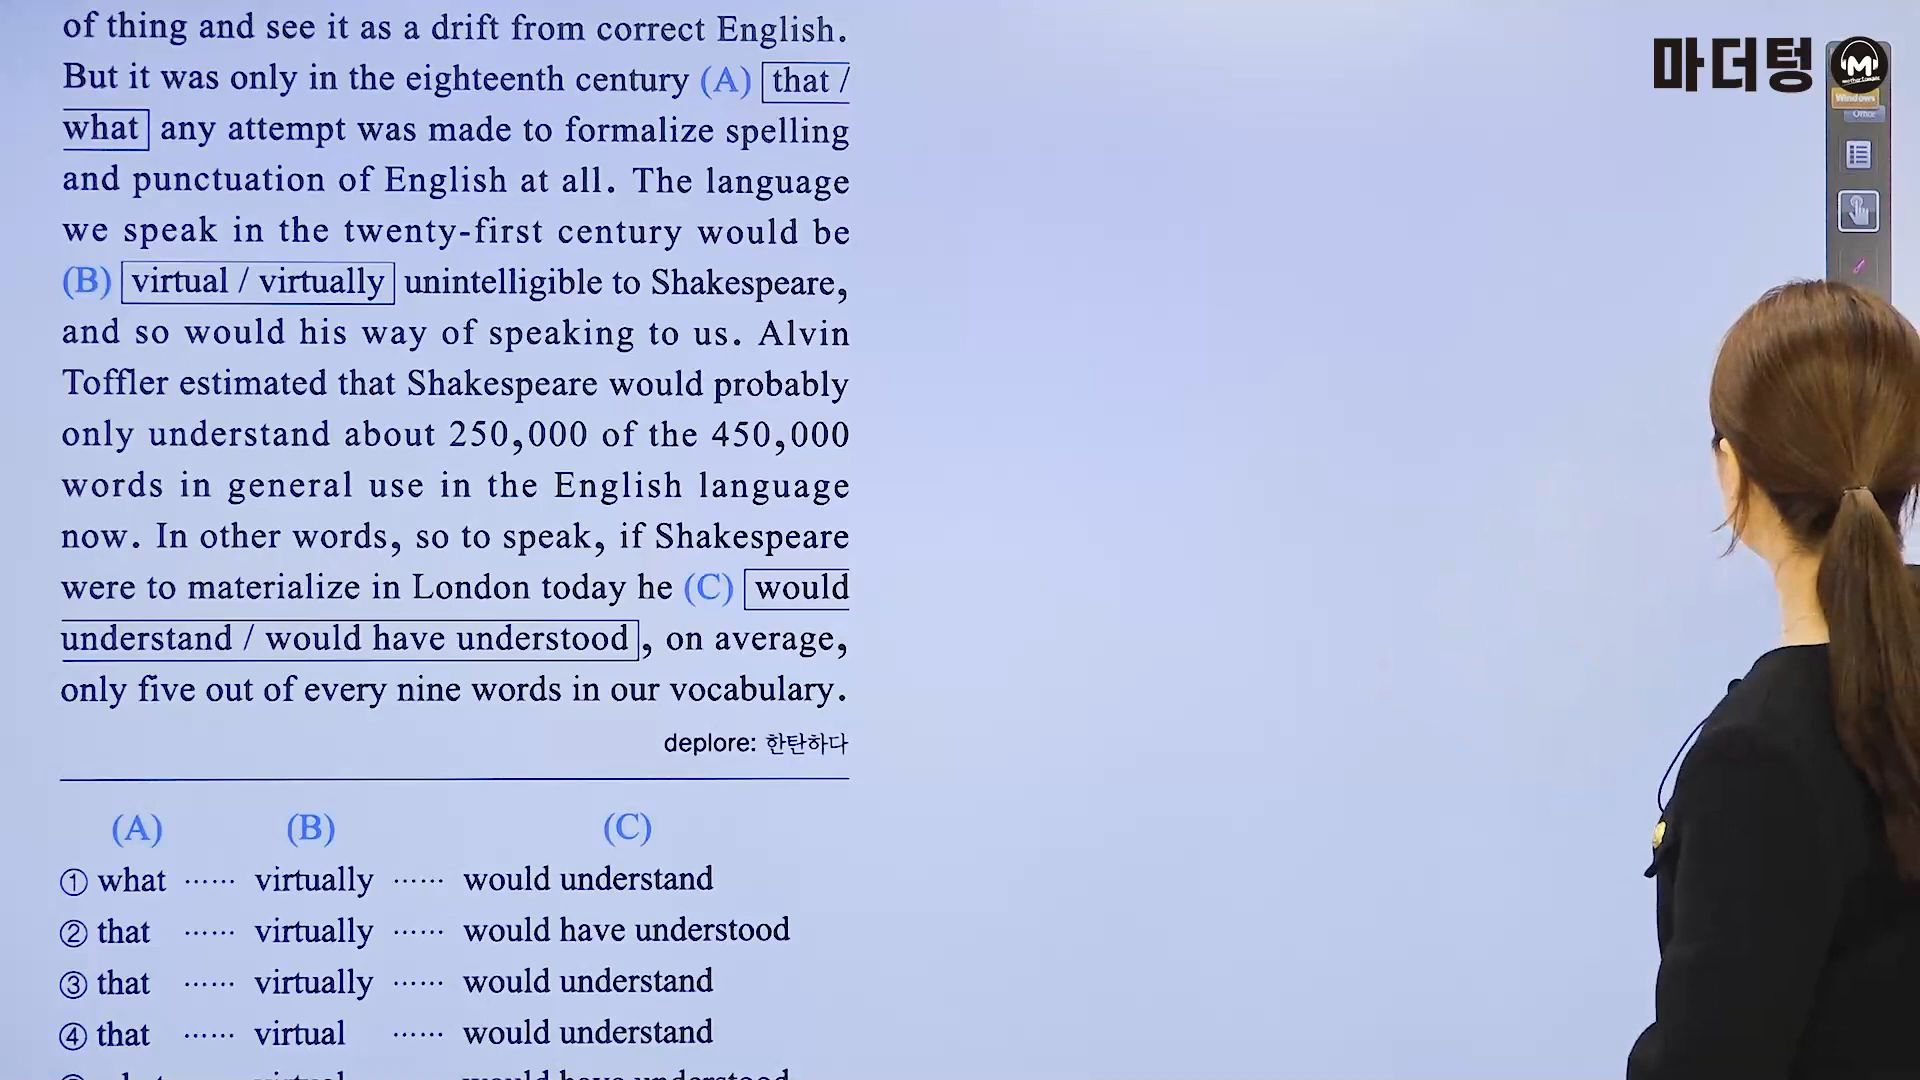 of thing and see it as a drift from correct English.
But it was only in the eighteenth century (A) that /
what any attempt was made to formalize spelling
and punctuation of English at all. The language
we speak in the twenty-first century would be
(B) virtual / virtually unintelligible to Shakespeare,
and so would his way of speaking to us. Alvin
Toffler estimated that Shakespeare would probably
only understand about 250,000 of the 450,000
words in general use in the English language
now. In other words, so to speak, if Shakespeare
were to materialize in London today he (C) would
understand / would have understood, on average,
only five out of every nine words in our vocabulary.
deplore: 한탄하다
(A) (B) (C)
① what …… virtually …… would understand
② that …… virtually …… would have understood
③ that …… virtually …… would understand
④ that …… virtual …… would understand
마더텅
M
Windows
Office